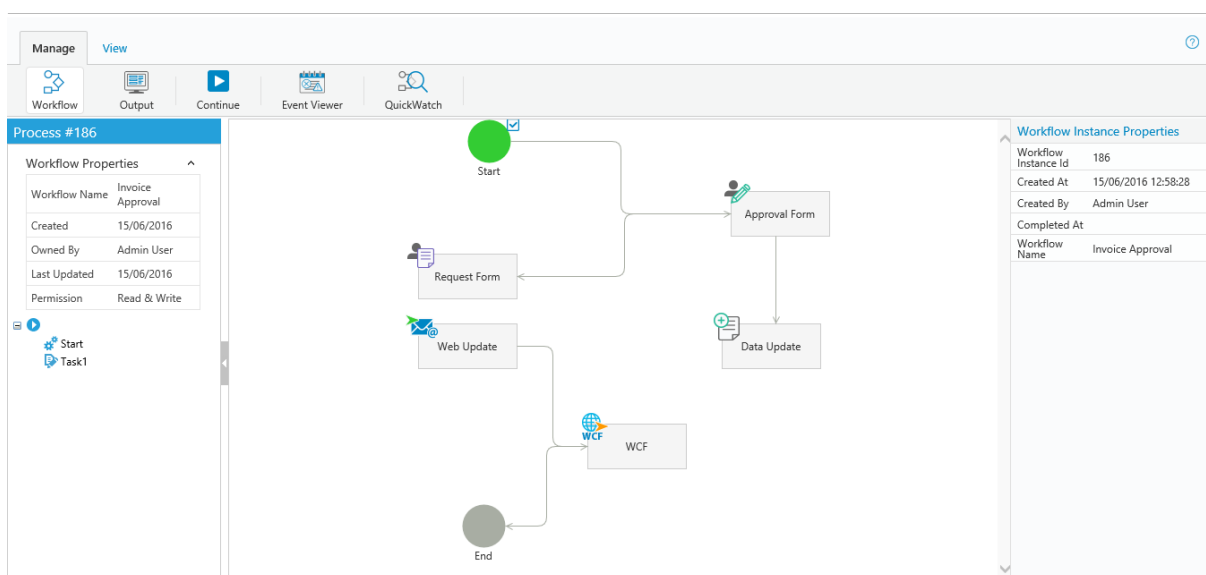 Manage
View
?
Workflow
Output
Continue
Event Viewer
QuickWatch
Process #186
Workflow Properties
Workflow Name Invoice
Approval
Created 15/06/2016
Owned By Admin User
Last Updated 15/06/2016
Permission Read & Write
Start
Task1
Start
Approval Form
Request Form
Web Update
@
Data Update
WCF
WCF
End
Workflow Instance Properties
Workflow
Instance Id 186
Created At 15/06/2016 12:58:28
Created By Admin User
Completed At
Workflow
Name Invoice Approval